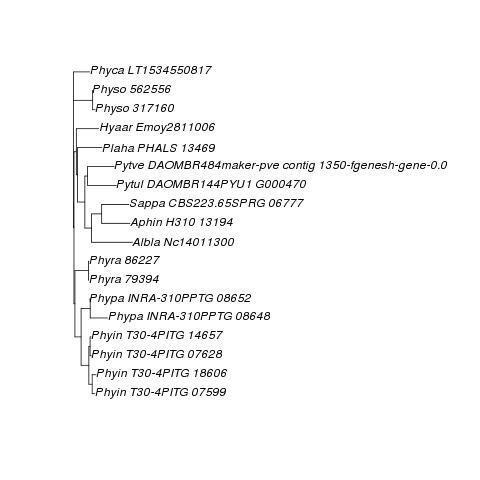 Phyca LT1534550817
Physo 562556
Physo 317160
Hyaar Emoy2811006
Plaha PHALS 13469
Pytve DAOMBR484maker-pve contig 1350-fgenesh-gene-0.0
Pytul DAOMBR144PYU1 G000470
Sappa CBS223.65SPRG 06777
Aphin H310 13194
Albla Nc14011300
Phyra 86227
Phyra 79394
Phypa INRA-310PPTG 08652
Phypa INRA-310PPTG 08648
Phyin T30-4PITG 14657
Phyin T30-4PITG 07628
Phyin T30-4PITG 18606
Phyin T30-4PITG 07599